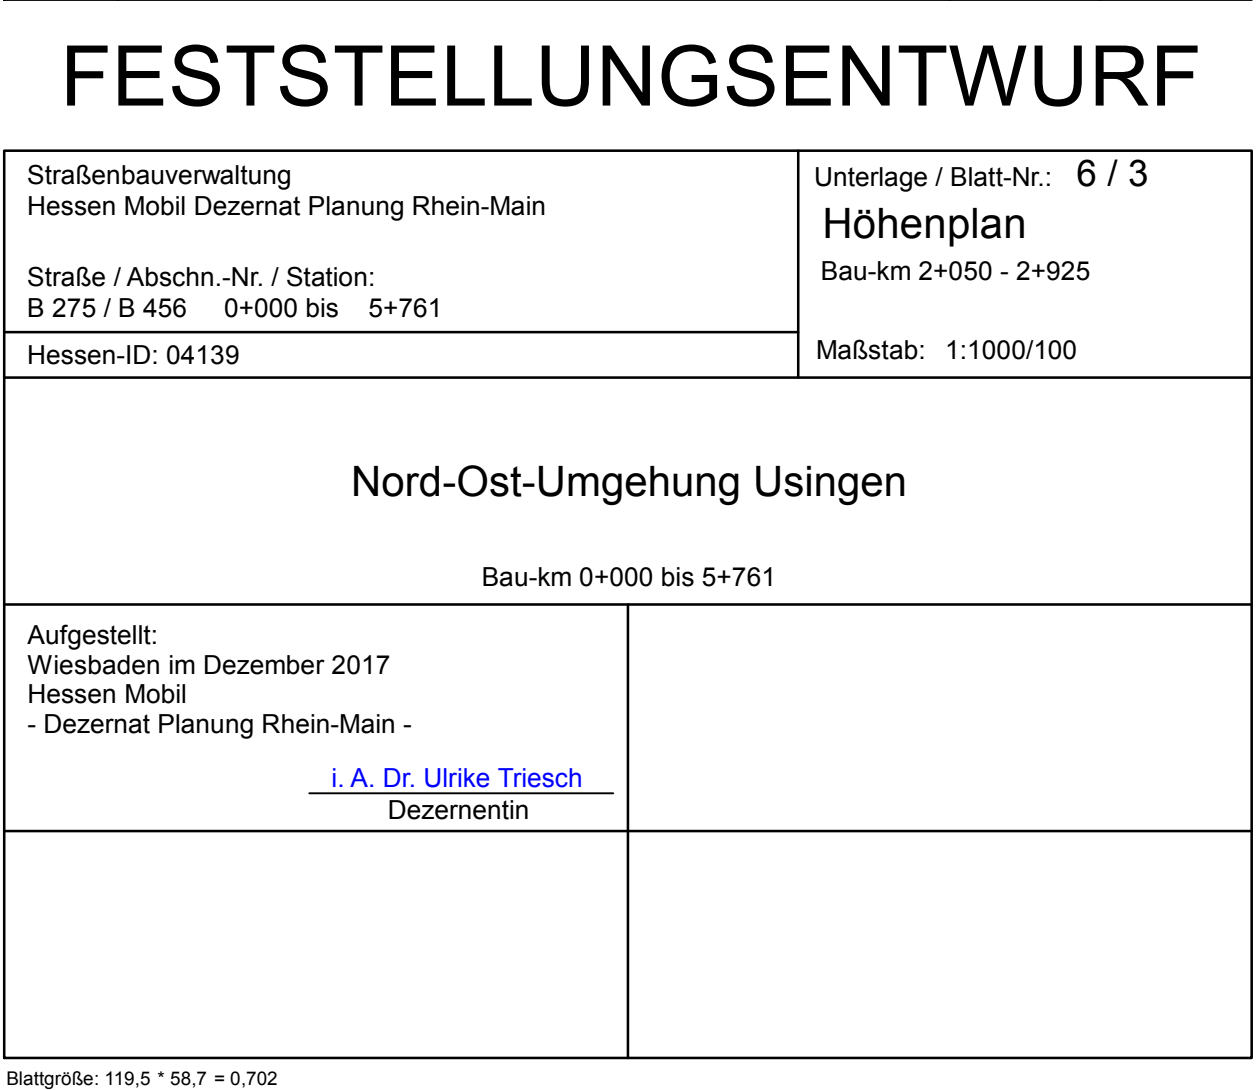 FESTSTELLUNGSENTWURF
Straßenbauverwaltung
Hessen Mobil Dezernat Planung Rhein-Main
Straße / Abschn.-Nr. / Station:
B 275 / B 456 0+000 bis 5+761
Hessen-ID: 04139
Unterlage / Blatt-Nr.: 6 / 3
Höhenplan
Bau-km 2+050 - 2+925
Maßstab: 1:1000/100
Nord-Ost-Umgehung Usingen
Bau-km 0+000 bis 5+761
Aufgestellt:
Wiesbaden im Dezember 2017
Hessen Mobil
- Dezernat Planung Rhein-Main -
i. A. Dr. Ulrike Triesch
Dezernentin
Blattgröße: 119,5 * 58,7 = 0,702